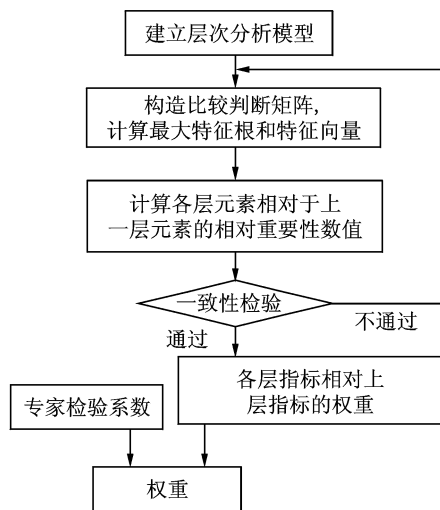 建立层次分析模型
构造比较判断矩阵,
计算最大特征根和特征向量
计算各层元素相对于上
一层元素的相对重要性数值
一致性检验
不通过
通过
各层指标相对上
层指标的权重
专家检验系数
权重